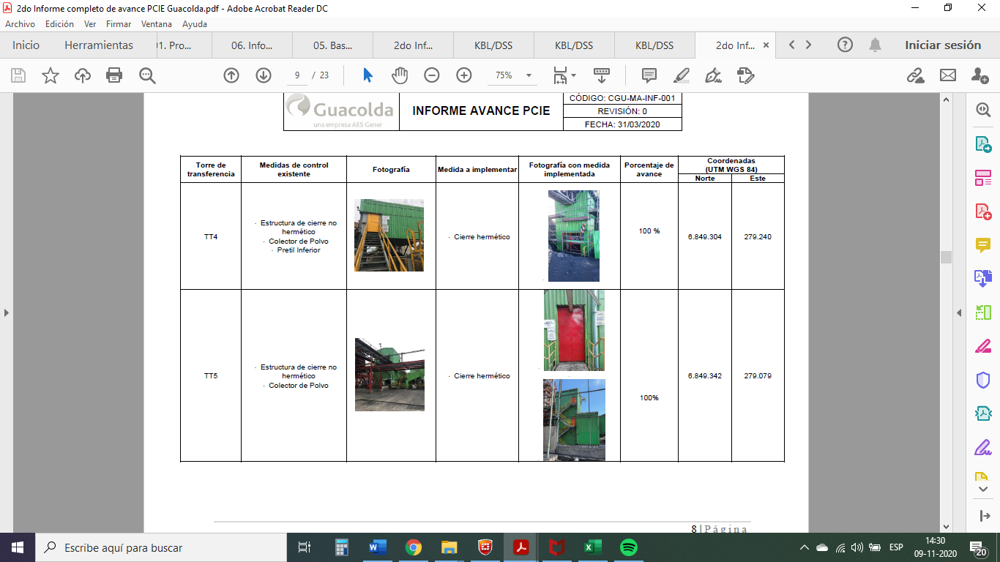 2do Informe completo de avance PCIE Guacolda.pdf - Adobe Acrobat Reader DC
Archivo Edición Ver Firmar Ventana Ayuda
Inicio Herramientas 01. Pro... 06. Info... 05. Bas... 2do Inf... KBL/DSS KBL/DSS KBL/DSS 2do Inf... Iniciar sesión
9 / 23 75%
Guacolda
una empresa AES Gener
INFORME AVANCE PCIE
CÓDIGO: CGU-MA-INF-001
REVISIÓN: 0
FECHA: 31/03/2020
Torre de
transferencia
Medidas de control
existente
Fotografía
Medida a implementar
Fotografía con medida
implementada
Porcentaje de
avance
Coordenadas
(UTM WGS 84)
Norte Este
TT4
· Estructura de cierre no
hermético
· Colector de Polvo
· Pretil Inferior
· Cierre hermético
100 %
6.849.304
279.240
TT5
· Estructura de cierre no
hermético
· Colector de Polvo
· Cierre hermético
100%
6.849.342
279.079
8 | Página
Escribe aquí para buscar
ESP
14:30
09-11-2020
20